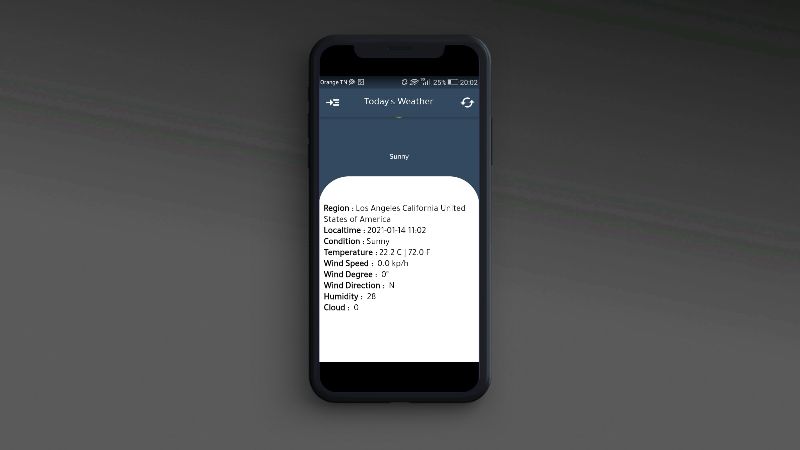 Orange TN 25% 20:02
Today's Weather
Sunny
Region : Los Angeles California United
States of America
Localtime : 2021-01-14 11:02
Condition : Sunny
Temperature : 22.2 C | 72.0 F
Wind Speed : 0.0 kp/h
Wind Degree : 0°
Wind Direction : N
Humidity : 28
Cloud : 0